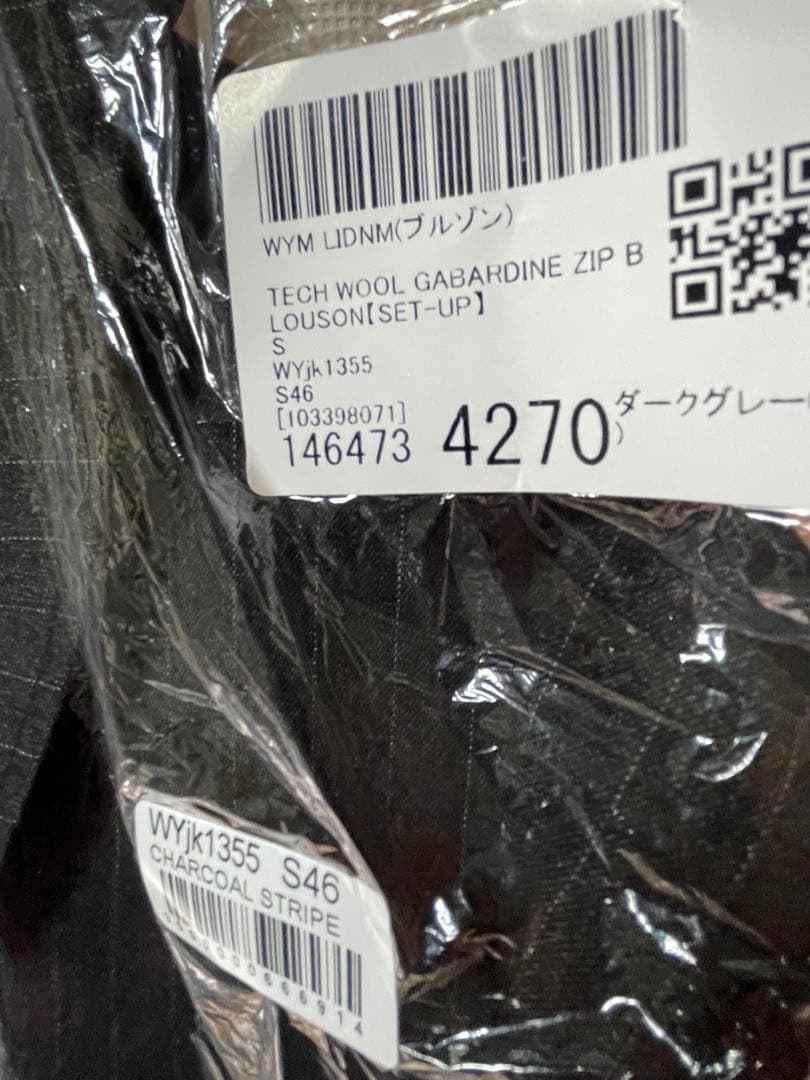 WYM LIDNM(ブルゾン)
TECH WOOL GABARDINE ZIP B
LOUSON【SET-UP】
S
WYjk1355
S46
[103398071]
146473 4270 ダークグレー(
)
WYjk1355 S46
CHARCOAL STRIPE